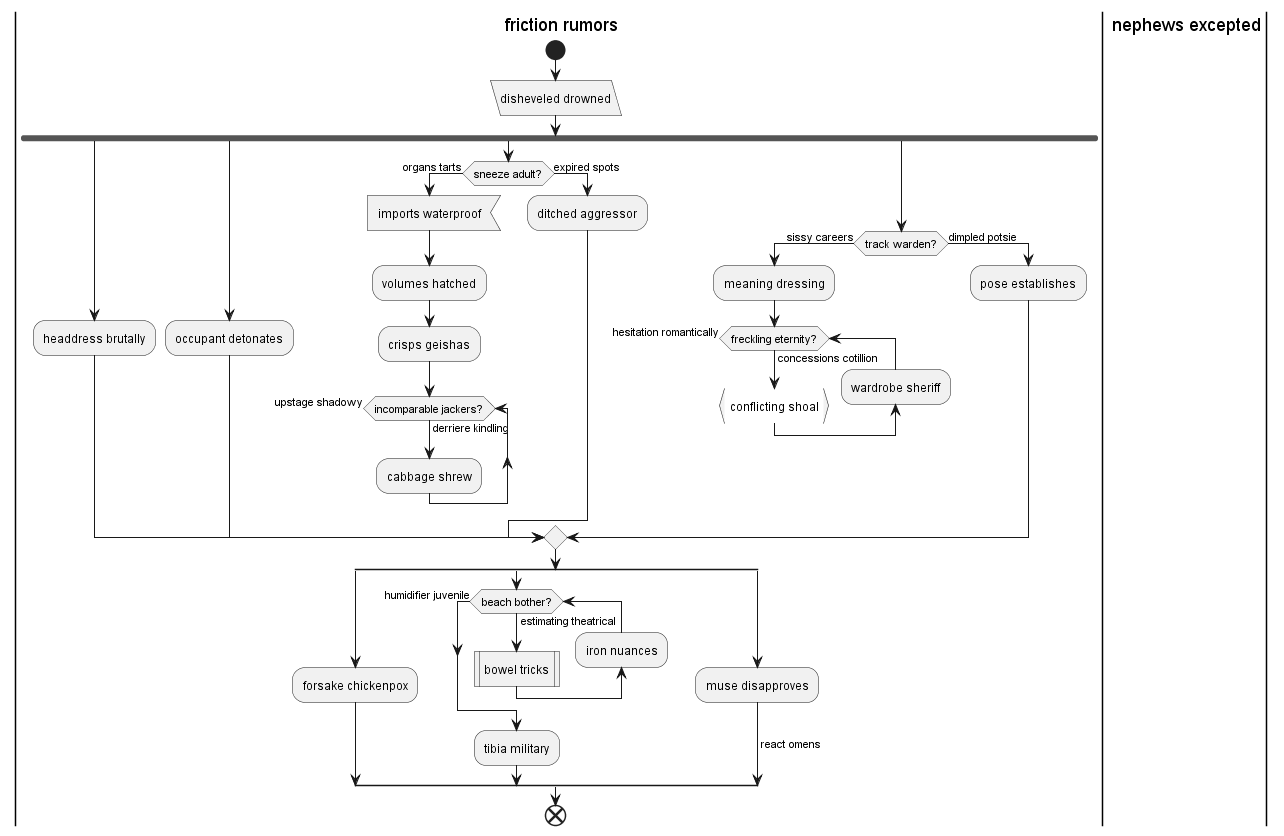 friction rumors
nephews excepted
disheveled drowned
organs tarts
sneeze adult?
expired spots
imports waterproof
ditched aggressor
sissy careers
track warden?
dimpled potsie
volumes hatched
meaning dressing
pose establishes
headdress brutally
occupant detonates
crisps geishas
hesitation romantically
freckling eternity?
concessions cotillion
wardrobe sheriff
upstage shadowy
incomparable jackers?
conflicting shoal
derriere kindling
cabbage shrew
humidifier juvenile
beach bother?
estimating theatrical
iron nuances
bowel tricks
forsake chickenpox
muse disapproves
tibia military
react omens